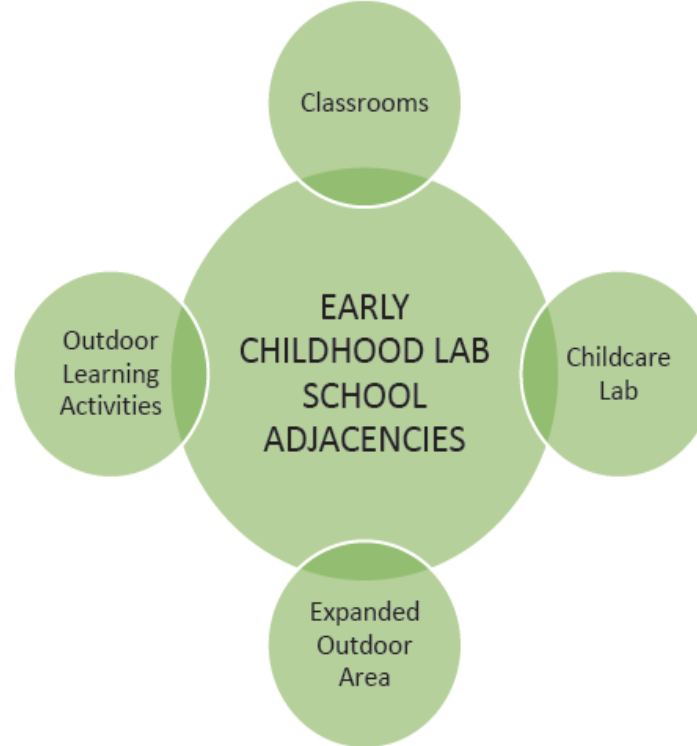 Classrooms
EARLY
CHILDHOOD LAB
SCHOOL
ADJACENCIES
Outdoor
Learning
Activities
Childcare
Lab
Expanded
Outdoor
Area